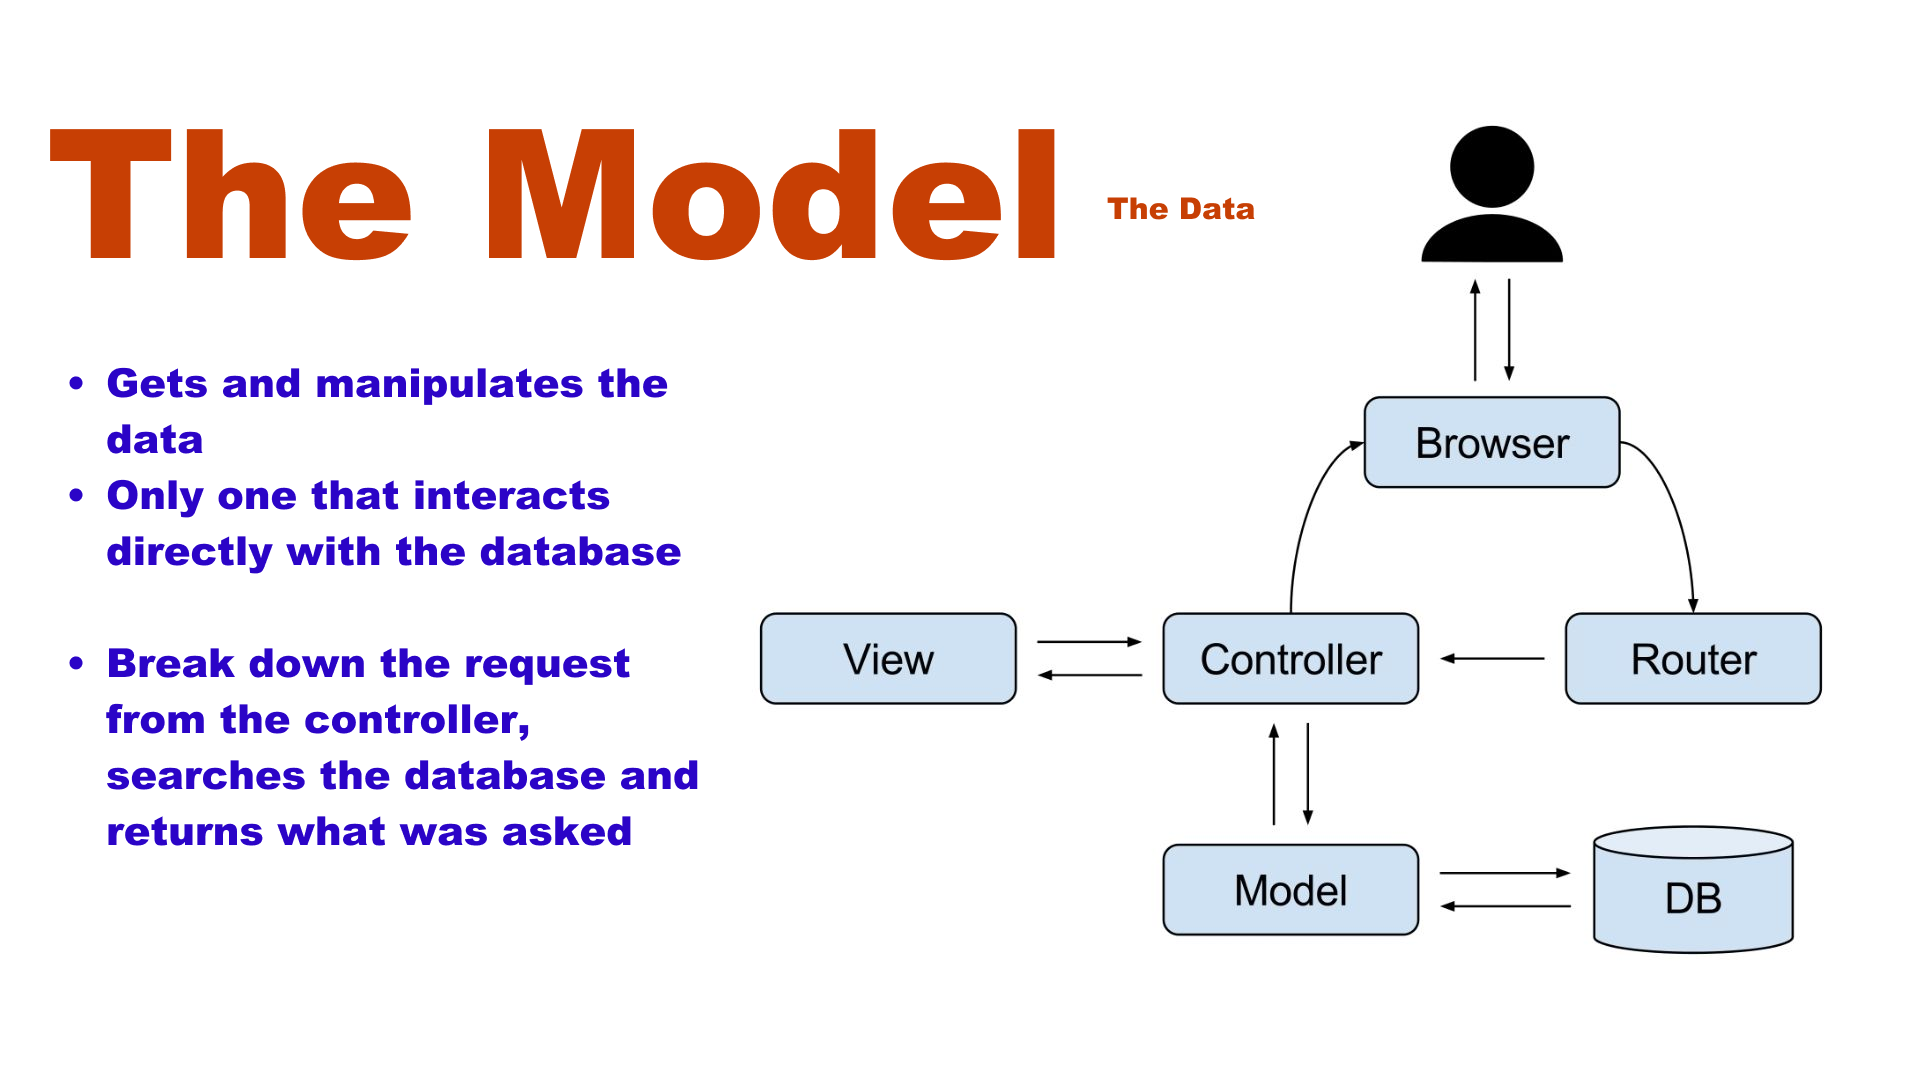 The Model
The Data
• Gets and manipulates the
data
• Only one that interacts
directly with the database
• Break down the request
from the controller,
searches the database and
returns what was asked
Browser
View
Controller
Router
Model
DB